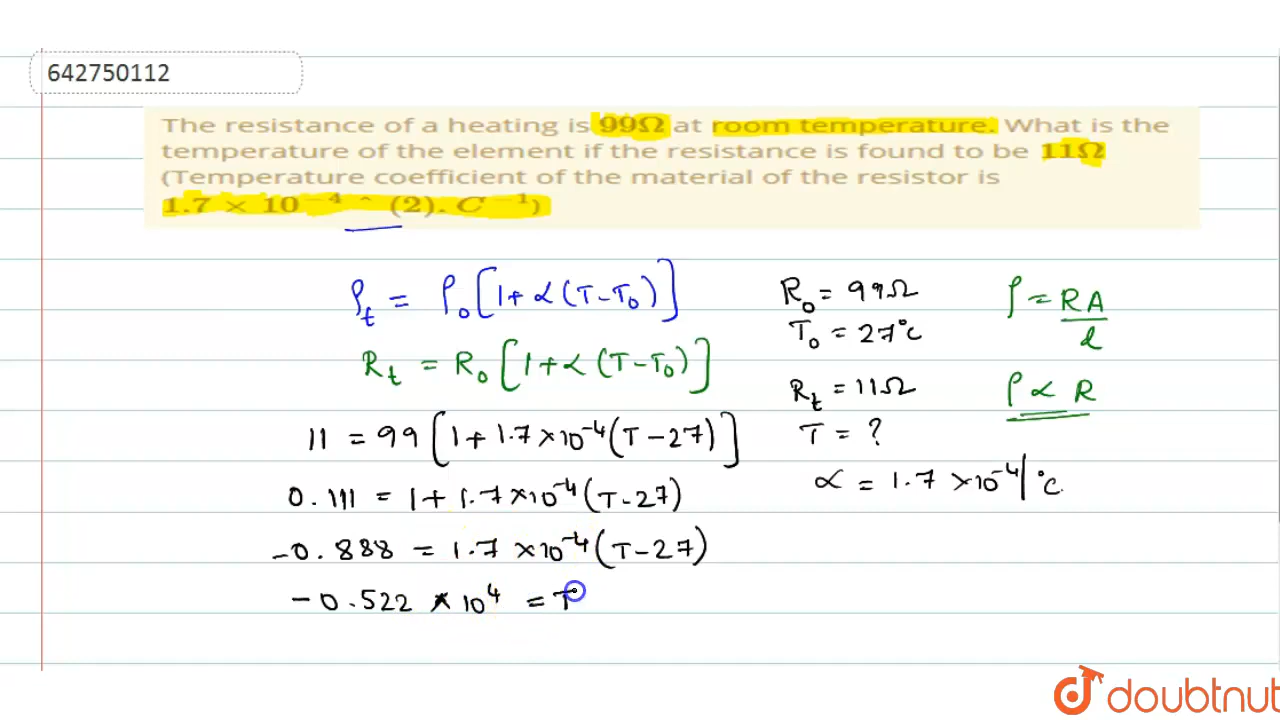 642750112
The resistance of a heating is 99Ω at room temperature. What is the
temperature of the element if the resistance is found to be 11Ω
(Temperature coefficient of the material of the resistor is
1.7 × 10⁻⁴ ^ (2). C⁻¹)
ρₜ = ρ₀[1+α(T-T₀)]
Rₜ = R₀[1+α(T-T₀)]
11 = 99[1+1.7×10⁻⁴(T-27)]
0.111 = 1+1.7×10⁻⁴(T-27)
-0.888 = 1.7×10⁻⁴(T-27)
-0.522 ×10⁴ = T
R₀ = 99Ω
T₀ = 27°C
Rₜ = 11Ω
T = ?
α = 1.7 ×10⁻⁴/°C.
ρ = RA/l
ρ ∝ R
doubtnut